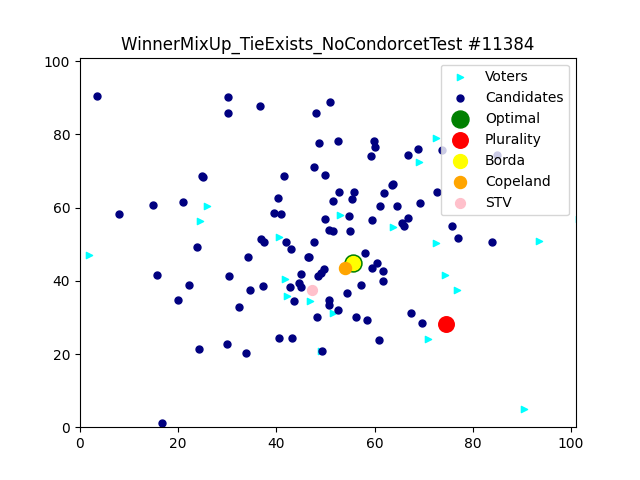 WinnerMixUp_TieExists_NoCondorcetTest #11384
Voters
Candidates
Optimal
Plurality
Borda
Copeland
STV
100
80
60
40
20
0
0 20 40 60 80 100